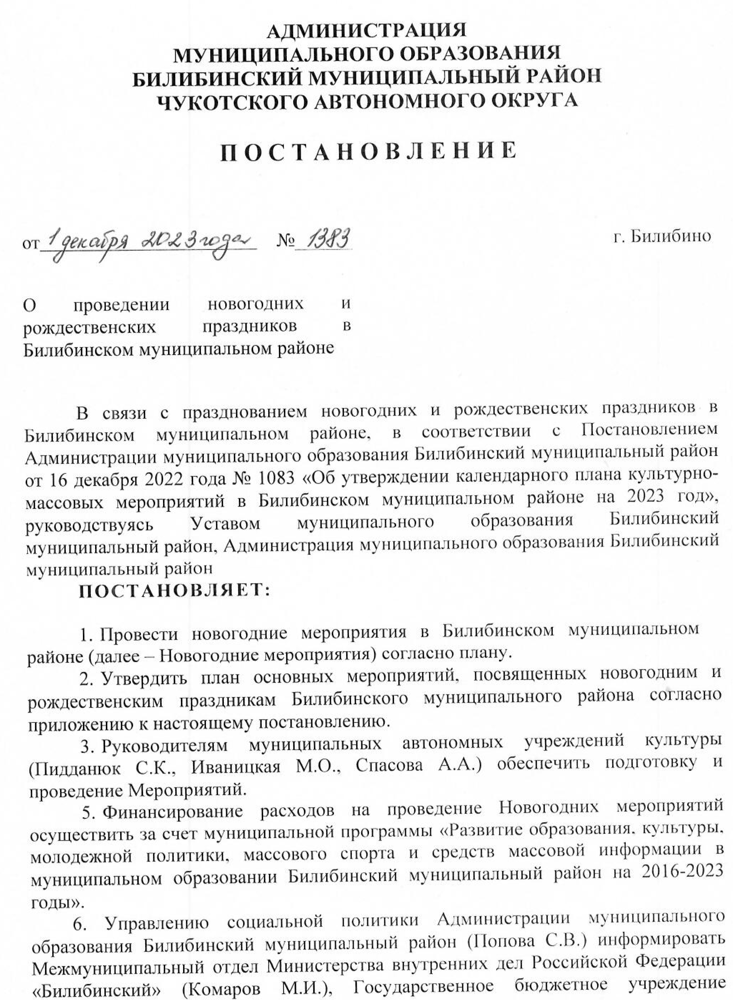 АДМИНИСТРАЦИЯ
МУНИЦИПАЛЬНОГО ОБРАЗОВАНИЯ
БИЛИБИНСКИЙ МУНИЦИПАЛЬНЫЙ РАЙОН
ЧУКОТСКОГО АВТОНОМНОГО ОКРУГА
П О С Т А Н О В Л Е Н И Е
от 1 декабря 2023 года № 1383 г. Билибино
О проведении новогодних и
рождественских праздников в
Билибинском муниципальном районе
В связи с празднованием новогодних и рождественских праздников в
Билибинском муниципальном районе, в соответствии с Постановлением
Администрации муниципального образования Билибинский муниципальный район
от 16 декабря 2022 года № 1083 «Об утверждении календарного плана культурно-
массовых мероприятий в Билибинском муниципальном районе на 2023 год»,
руководствуясь Уставом муниципального образования Билибинский
муниципальный район, Администрация муниципального образования Билибинский
муниципальный район
ПОСТАНОВЛЯЕТ:
1. Провести новогодние мероприятия в Билибинском муниципальном
районе (далее – Новогодние мероприятия) согласно плану.
2. Утвердить план основных мероприятий, посвященных новогодним и
рождественским праздникам Билибинского муниципального района согласно
приложению к настоящему постановлению.
3. Руководителям муниципальных автономных учреждений культуры
(Пидданюк С.К., Иваницкая М.О., Спасова А.А.) обеспечить подготовку и
проведение Мероприятий.
5. Финансирование расходов на проведение Новогодних мероприятий
осуществить за счет муниципальной программы «Развитие образования, культуры,
молодежной политики, массового спорта и средств массовой информации в
муниципальном образовании Билибинский муниципальный район на 2016-2023
годы».
6. Управлению социальной политики Администрации муниципального
образования Билибинский муниципальный район (Попова С.В.) информировать
Межмуниципальный отдел Министерства внутренних дел Российской Федерации
«Билибинский» (Комаров М.И.), Государственное бюджетное учреждение